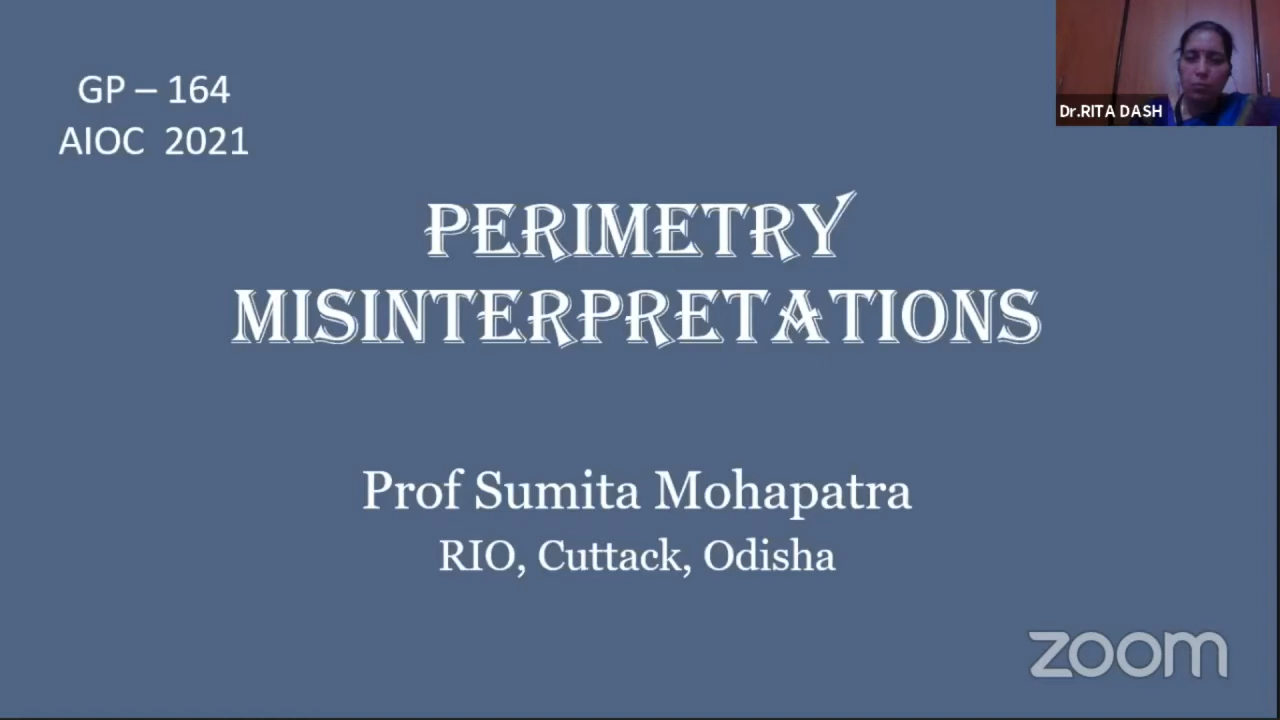 GP – 164
AIOC 2021
Dr.RITA DASH
PERIMETRY
MISINTERPRETATIONS
Prof Sumita Mohapatra
RIO, Cuttack, Odisha
zoom